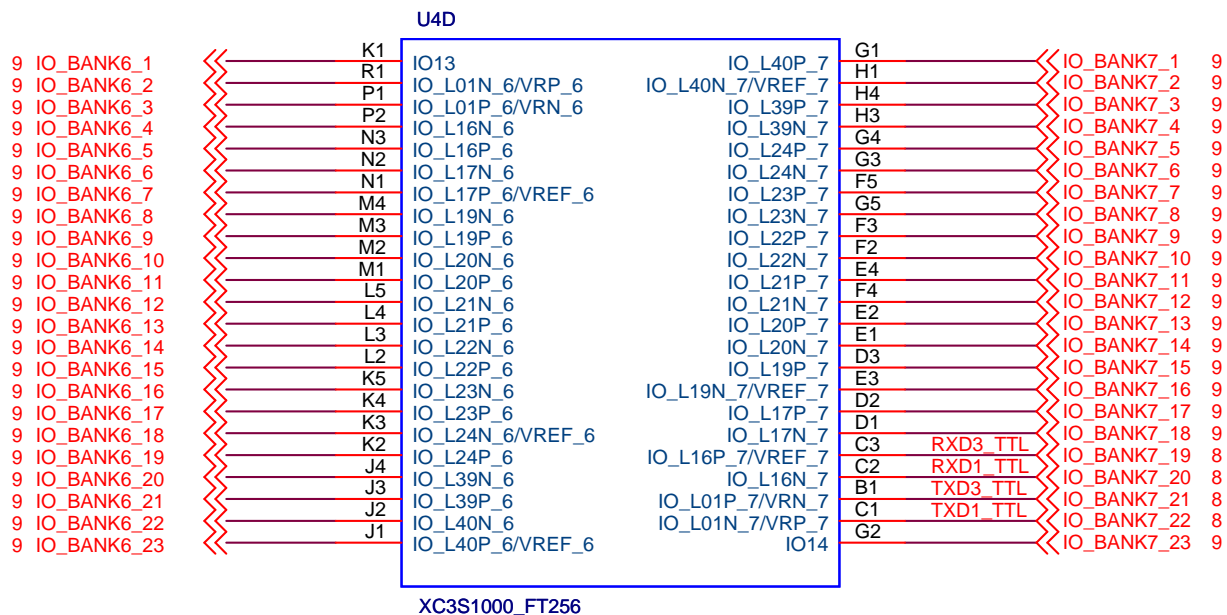 U4D
9 IO_BANK6_1 K1 IO13 IO_L40P_7 G1 IO_BANK7_1 9
9 IO_BANK6_2 R1 IO_L01N_6/VRP_6 IO_L40N_7/VREF_7 H1 IO_BANK7_2 9
9 IO_BANK6_3 P1 IO_L01P_6/VRN_6 IO_L39P_7 H4 IO_BANK7_3 9
9 IO_BANK6_4 P2 IO_L16N_6 IO_L39N_7 H3 IO_BANK7_4 9
9 IO_BANK6_5 N3 IO_L16P_6 IO_L24P_7 G4 IO_BANK7_5 9
9 IO_BANK6_6 N2 IO_L17N_6 IO_L24N_7 G3 IO_BANK7_6 9
9 IO_BANK6_7 N1 IO_L17P_6/VREF_6 IO_L23P_7 F5 IO_BANK7_7 9
9 IO_BANK6_8 M4 IO_L19N_6 IO_L23N_7 G5 IO_BANK7_8 9
9 IO_BANK6_9 M3 IO_L19P_6 IO_L22P_7 F3 IO_BANK7_9 9
9 IO_BANK6_10 M2 IO_L20N_6 IO_L22N_7 F2 IO_BANK7_10 9
9 IO_BANK6_11 M1 IO_L20P_6 IO_L21P_7 E4 IO_BANK7_11 9
9 IO_BANK6_12 L5 IO_L21N_6 IO_L21N_7 F4 IO_BANK7_12 9
9 IO_BANK6_13 L4 IO_L21P_6 IO_L20P_7 E2 IO_BANK7_13 9
9 IO_BANK6_14 L3 IO_L22N_6 IO_L20N_7 E1 IO_BANK7_14 9
9 IO_BANK6_15 L2 IO_L22P_6 IO_L19P_7 D3 IO_BANK7_15 9
9 IO_BANK6_16 K5 IO_L23N_6 IO_L19N_7/VREF_7 E3 IO_BANK7_16 9
9 IO_BANK6_17 K4 IO_L23P_6 IO_L17P_7 D2 IO_BANK7_17 9
9 IO_BANK6_18 K3 IO_L24N_6/VREF_6 IO_L17N_7 D1 IO_BANK7_18 9
9 IO_BANK6_19 K2 IO_L24P_6 IO_L16P_7/VREF_7 C3 RXD3_TTL IO_BANK7_19 8
9 IO_BANK6_20 J4 IO_L39N_6 IO_L16N_7 C2 RXD1_TTL IO_BANK7_20 8
9 IO_BANK6_21 J3 IO_L39P_6 IO_L01P_7/VRN_7 B1 TXD3_TTL IO_BANK7_21 8
9 IO_BANK6_22 J2 IO_L40N_6 IO_L01N_7/VRP_7 C1 TXD1_TTL IO_BANK7_22 8
9 IO_BANK6_23 J1 IO_L40P_6/VREF_6 IO14 G2 IO_BANK7_23 9
XC3S1000_FT256